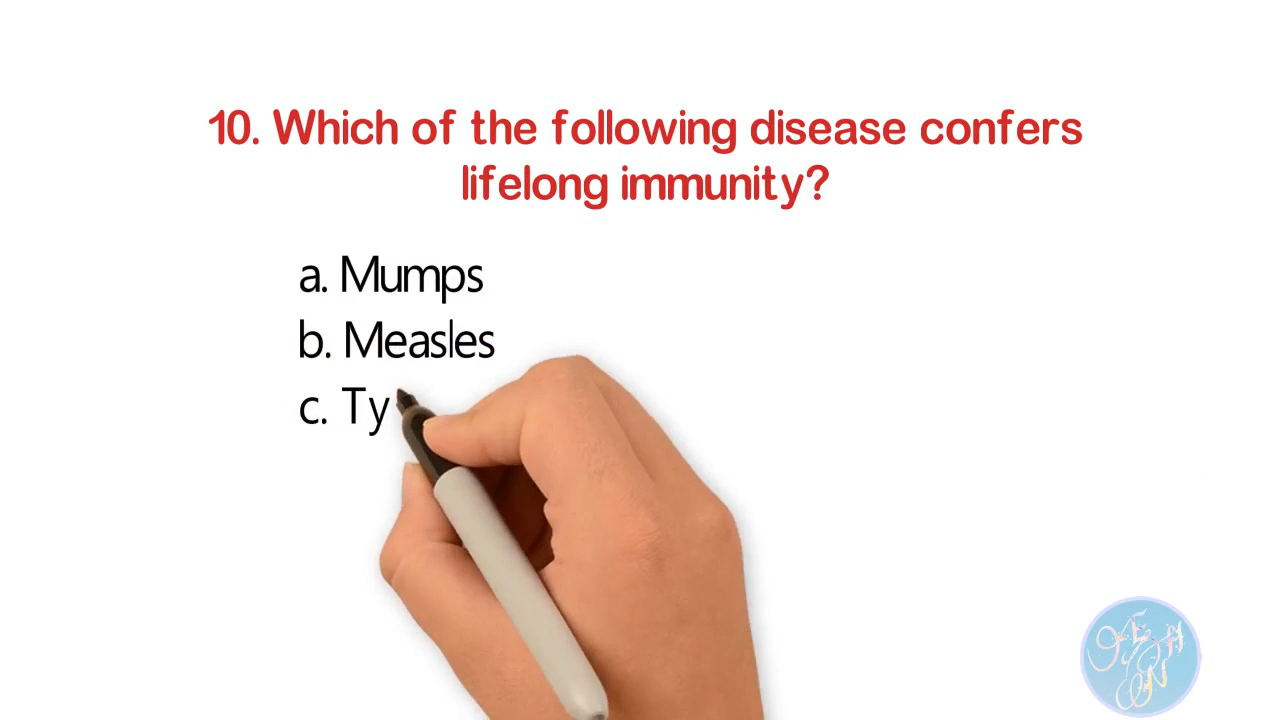 10. Which of the following disease confers
lifelong immunity?
a. Mumps
b. Measles
c. Ty